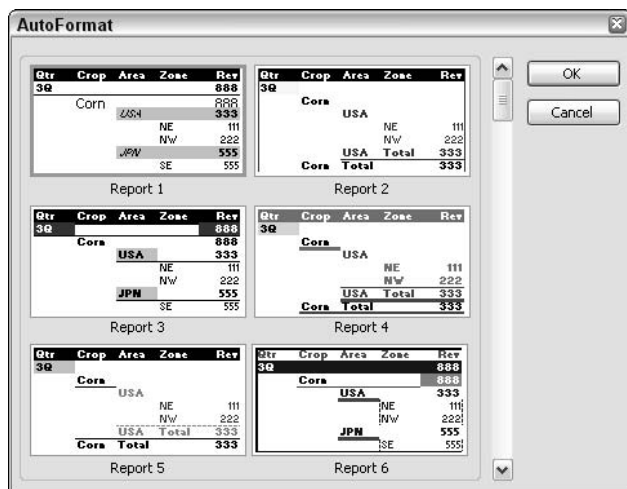 AutoFormat
OK
Cancel
Qtr Crop Area Zone Rev
3Q 888
Corn 888
USA 333
NE 111
NW 222
JPN 555
SE 555
Report 1
Qtr Crop Area Zone Rev
3Q
Corn
USA
NE 111
NW 222
USA Total 333
Corn Total 333
Report 2
Qtr Crop Area Zone Rev
3Q 888
Corn 888
USA 333
NE 111
NW 222
JPN 555
SE 555
Report 3
Qtr Crop Area Zone Rev
3Q
Corn
USA
NE 111
NW 222
USA Total 333
Corn Total 333
Report 4
Qtr Crop Area Zone Rev
3Q
Corn
USA
NE 111
NW 222
USA Total 333
Corn Total 333
Report 5
Qtr Crop Area Zone Rev
3Q 888
Corn 888
USA 333
NE 111
NW 222
JPN 555
SE 555
Report 6